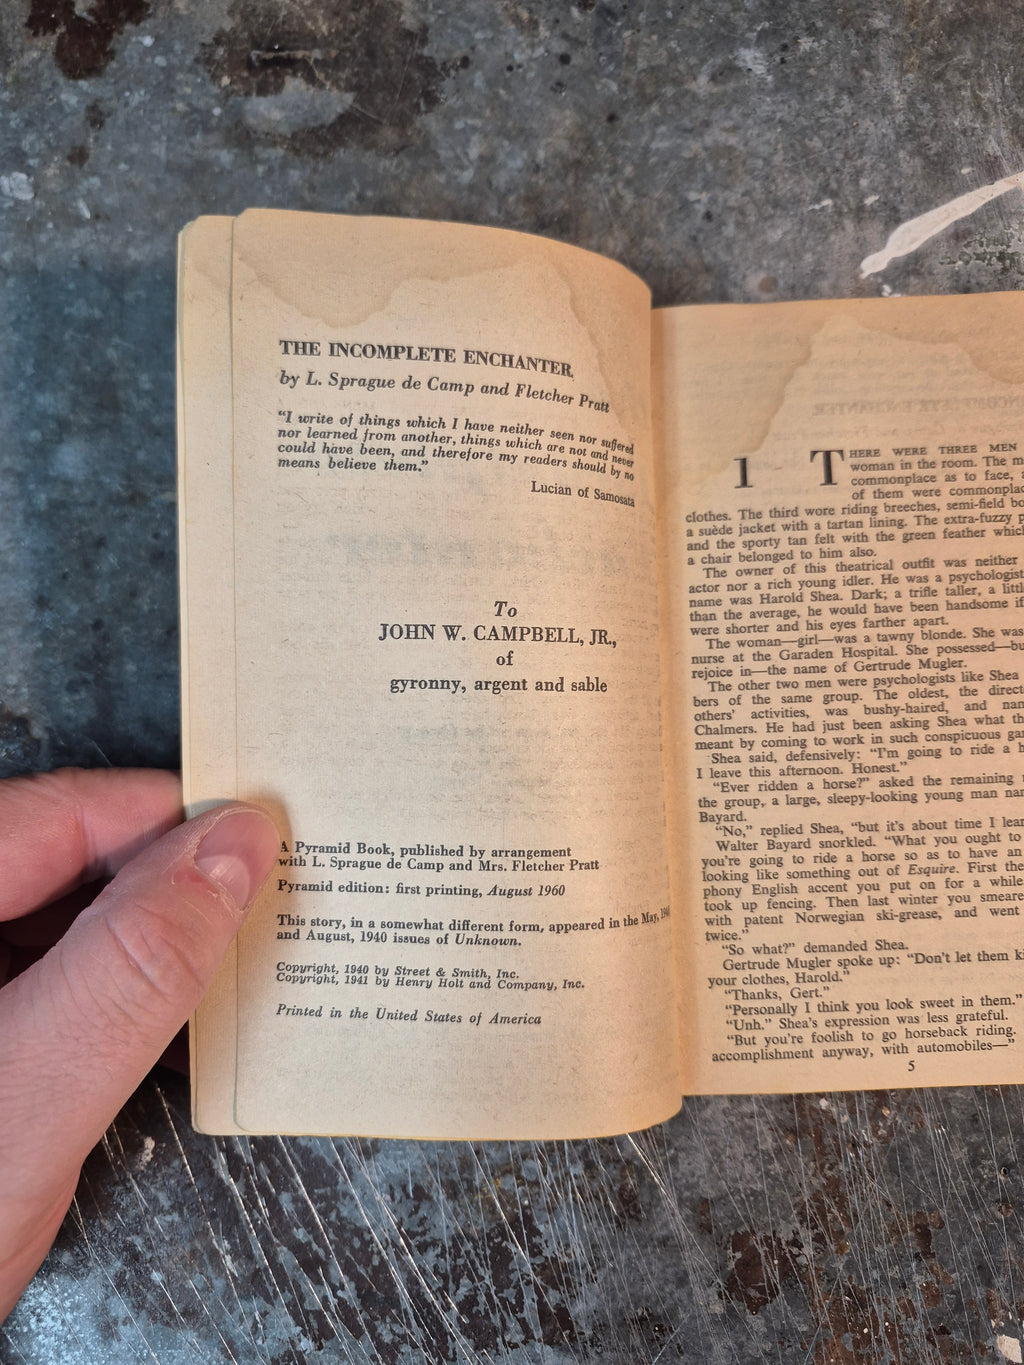 THE INCOMPLETE ENCHANTER
by L. Sprague de Camp and Fletcher Pratt
"I write of things which I have neither seen nor suffered
nor learned from another, things which are not and never
could have been, and therefore my readers should by no
means believe them."
Lucian of Samosata
To
JOHN W. CAMPBELL, JR.,
of
gyronny, argent and sable
A Pyramid Book, published by arrangement
with L. Sprague de Camp and Mrs. Fletcher Pratt
Pyramid edition: first printing, August 1960
This story, in a somewhat different form, appeared in the May, 1940
and August, 1940 issues of Unknown.
Copyright, 1940 by Street & Smith, Inc.
Copyright, 1941 by Henry Holt and Company, Inc.
Printed in the United States of America
1
THERE WERE THREE MEN
woman in the room. The
commonplace as to face,
of them were
clothes. The third wore riding breeches, semi-field
a suède jacket with a tartan lining. The extra-fuzzy
and the sporty tan felt with the green feather
a chair belonged to him also.
The owner of this theatrical outfit was neither
actor nor a rich young idler. He was a psychologist
name was Harold Shea. Dark; a trifle taller, a
than the average, he would have been handsome if
were shorter and his eyes farther apart.
The woman—girl—was a tawny blonde. She was
nurse at the Garaden Hospital. She possessed—
rejoice in—the name of Gertrude Mugler.
The other two men were psychologists like Shea
bers of the same group. The oldest, the
others' activities, was bushy-haired, and
Chalmers. He had just been asking Shea what
meant by coming to work in such conspicuous
Shea said, defensively: "I'm going to ride a
I leave this afternoon. Honest."
"Ever ridden a horse?" asked the remaining
the group, a large, sleepy-looking young man
Bayard.
"No," replied Shea, "but it's about time I
Walter Bayard snorkled. "What you ought to
you're going to ride a horse so as to have an
looking like something out of Esquire. First
phony English accent you put on for a while
took up fencing. Then last winter you
with patent Norwegian ski-grease, and went
twice."
"So what?" demanded Shea.
Gertrude Mugler spoke up: "Don't let them
your clothes, Harold."
"Thanks, Gert."
"Personally I think you look sweet in them."
"Unh." Shea's expression was less grateful.
"But you're foolish to go horseback riding.
accomplishment anyway, with automobiles—"
5